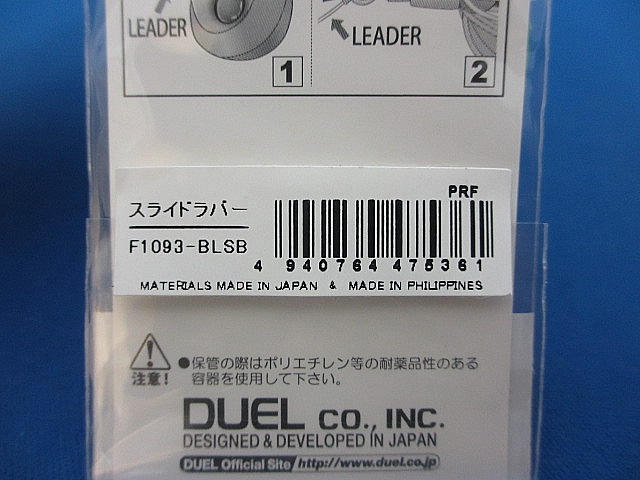 LEADER
LEADER
1
2
PRF
スライドラバー
F1093-BLSB
4 940764 475361
MATERIALS MADE IN JAPAN & MADE IN PHILIPPINES
注意!
●保管の際はポリエチレン等の耐薬品性のある
容器を使用して下さい。
DUEL CO., INC.
DESIGNED & DEVELOPED IN JAPAN
DUEL Official Site http://www.duel.co.jp